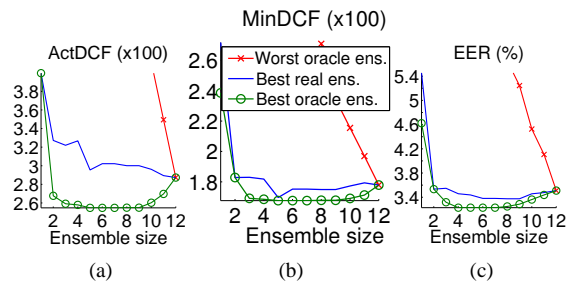 MinDCF (x100)
ActDCF (x100)
EER (%)
Worst oracle ens.
Best real ens.
Best oracle ens.
3.8
3.6
3.4
3.2
3
2.8
2.6
2 4 6 8 10 12
Ensemble size
(a)
2.6
2.4
2.2
2
1.8
2 4 6 8 10 12
Ensemble size
(b)
5.4
5
4.6
4.2
3.8
3.4
2 4 6 8 10 12
Ensemble size
(c)